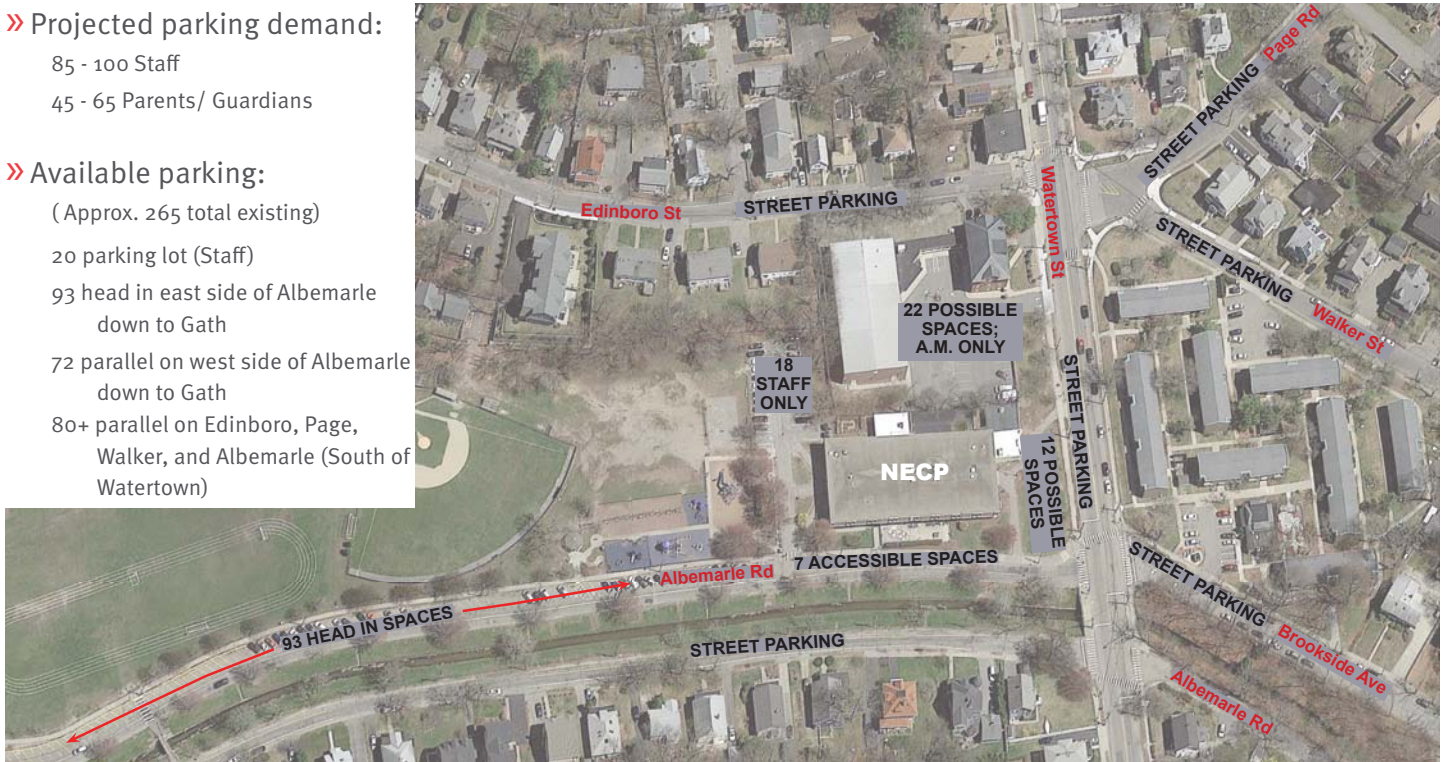 » Projected parking demand:
85 - 100 Staff
45 - 65 Parents/ Guardians
» Available parking:
( Approx. 265 total existing)
20 parking lot (Staff)
93 head in east side of Albemarle
down to Gath
72 parallel on west side of Albemarle
down to Gath
80+ parallel on Edinboro, Page,
Walker, and Albemarle (South of
Watertown)
Page Rd
STREET PARKING
Edinboro St
STREET PARKING
Watertown St
STREET PARKING
Walker St
22 POSSIBLE
SPACES;
A.M. ONLY
18
STAFF
ONLY
STREET PARKING
NECP
12 POSSIBLE
SPACES
7 ACCESSIBLE SPACES
Albemarle Rd
93 HEAD IN SPACES
STREET PARKING
STREET PARKING
Brookside Ave
Albemarle Rd